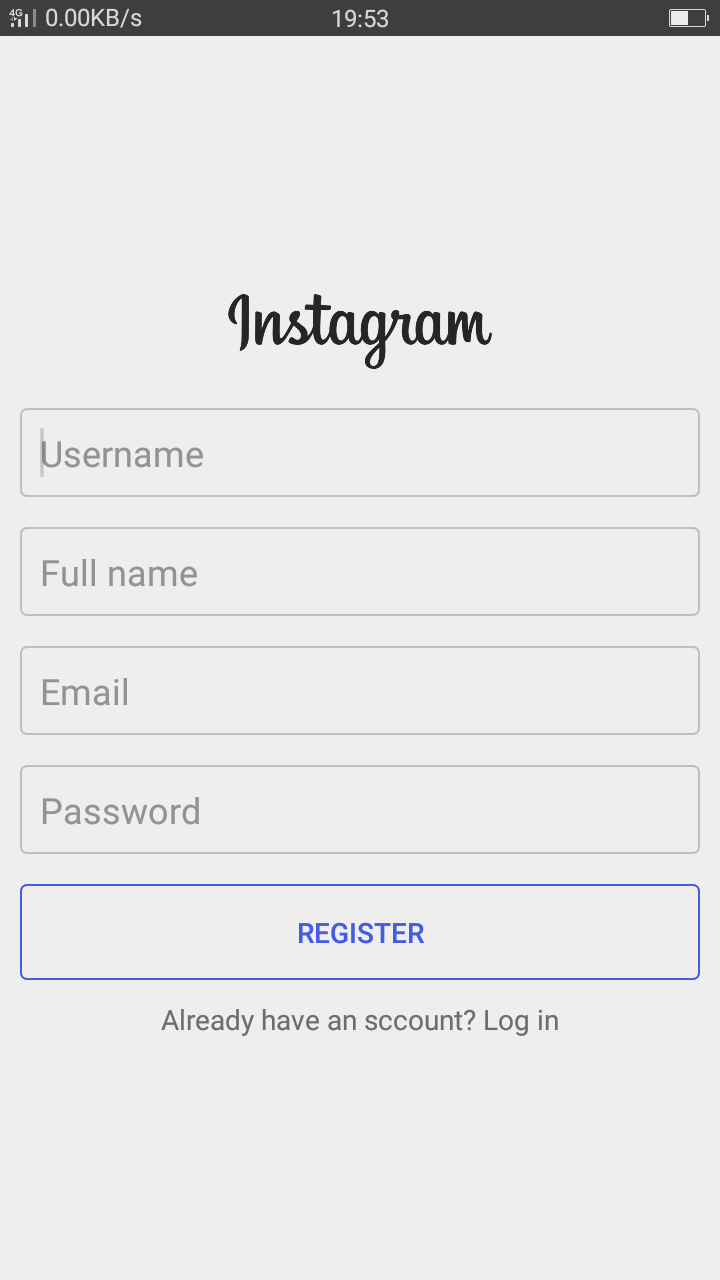 4G 0.00KB/s 19:53
Instagram
Username
Full name
Email
Password
REGISTER
Already have an sccount? Log in